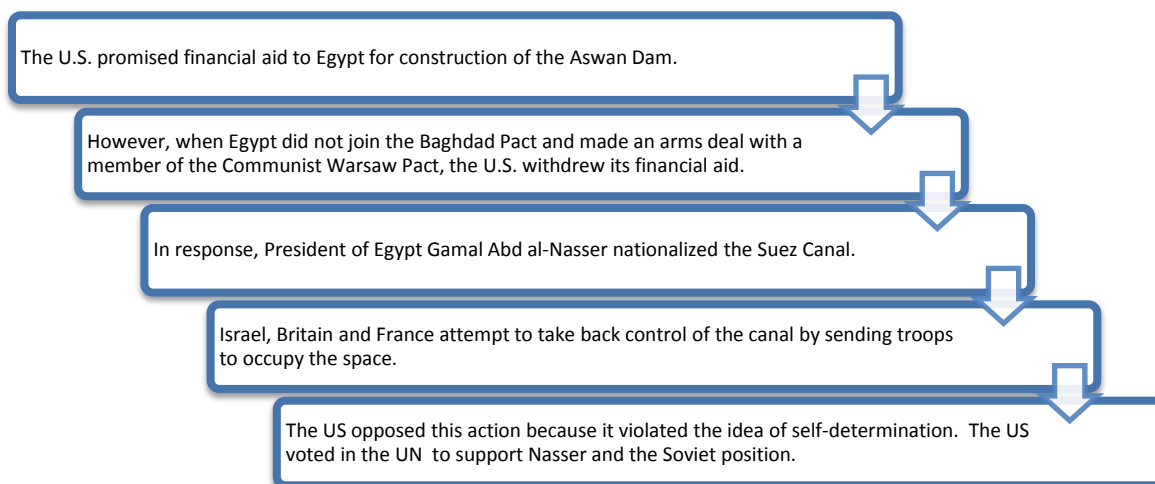 The U.S. promised financial aid to Egypt for construction of the Aswan Dam.
However, when Egypt did not join the Baghdad Pact and made an arms deal with a
member of the Communist Warsaw Pact, the U.S. withdrew its financial aid.
In response, President of Egypt Gamal Abd al-Nasser nationalized the Suez Canal.
Israel, Britain and France attempt to take back control of the canal by sending troops
to occupy the space.
The US opposed this action because it violated the idea of self-determination.  The US
voted in the UN  to support Nasser and the Soviet position.